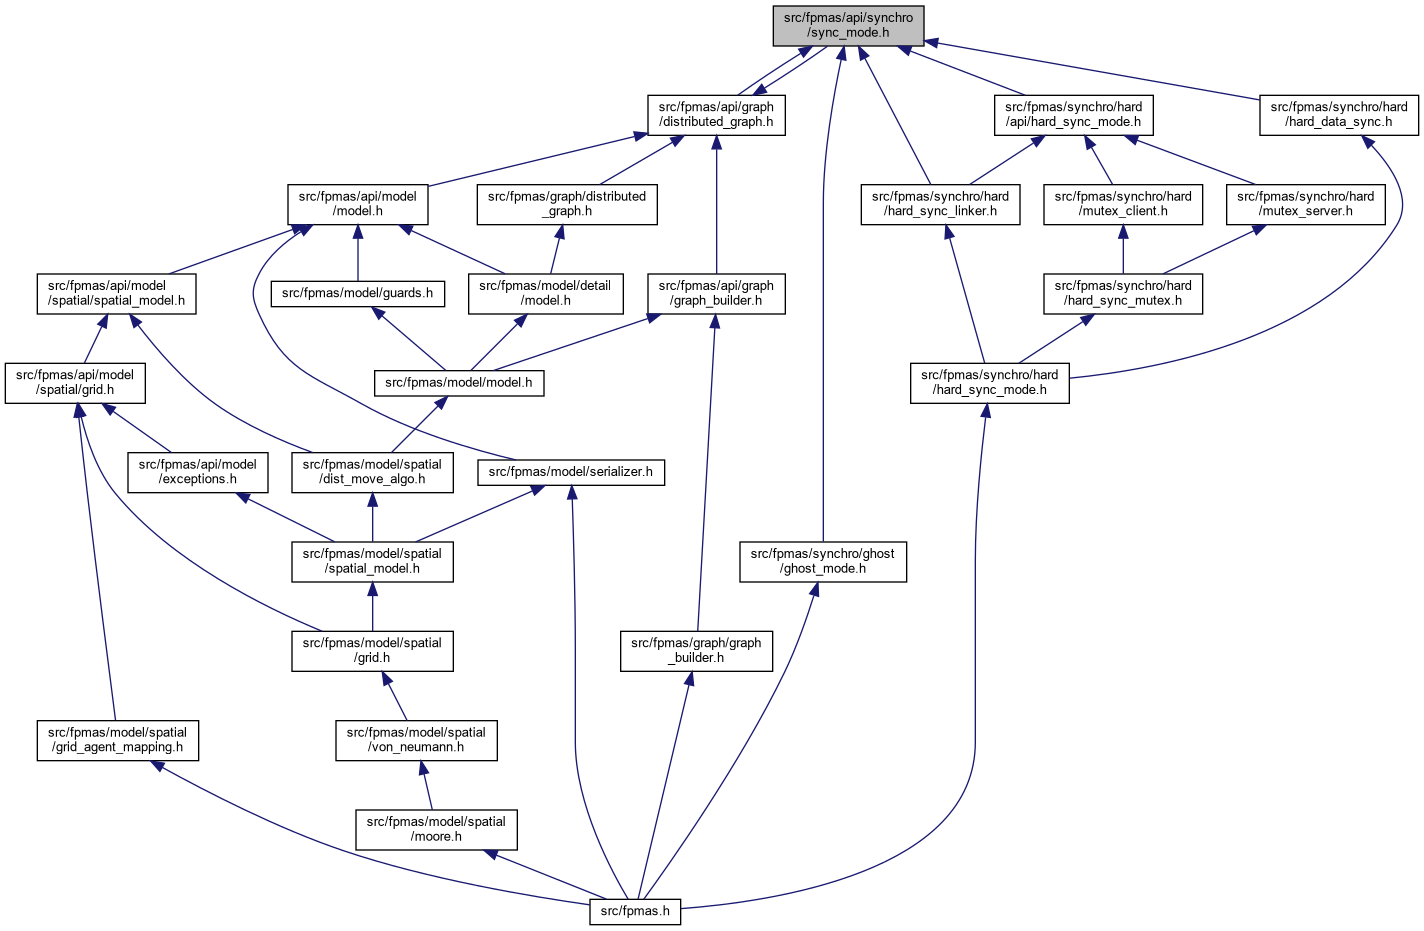 src/fpmas/api/synchro
/sync_mode.h
src/fpmas/api/graph
/distributed_graph.h
src/fpmas/synchro/hard
/api/hard_sync_mode.h
src/fpmas/synchro/hard
/hard_data_sync.h
src/fpmas/api/model
/model.h
src/fpmas/graph/distributed
_graph.h
src/fpmas/synchro/hard
/hard_sync_linker.h
src/fpmas/synchro/hard
/mutex_client.h
src/fpmas/synchro/hard
/mutex_server.h
src/fpmas/api/model
/spatial/spatial_model.h
src/fpmas/model/guards.h
src/fpmas/model/detail
/model.h
src/fpmas/api/graph
/graph_builder.h
src/fpmas/synchro/hard
/hard_sync_mutex.h
src/fpmas/api/model
/spatial/grid.h
src/fpmas/model/model.h
src/fpmas/synchro/hard
/hard_sync_mode.h
src/fpmas/api/model
/exceptions.h
src/fpmas/model/spatial
/dist_move_algo.h
src/fpmas/model/serializer.h
src/fpmas/model/spatial
/spatial_model.h
src/fpmas/synchro/ghost
/ghost_mode.h
src/fpmas/model/spatial
/grid.h
src/fpmas/graph/graph
_builder.h
src/fpmas/model/spatial
/grid_agent_mapping.h
src/fpmas/model/spatial
/von_neumann.h
src/fpmas/model/spatial
/moore.h
src/fpmas.h